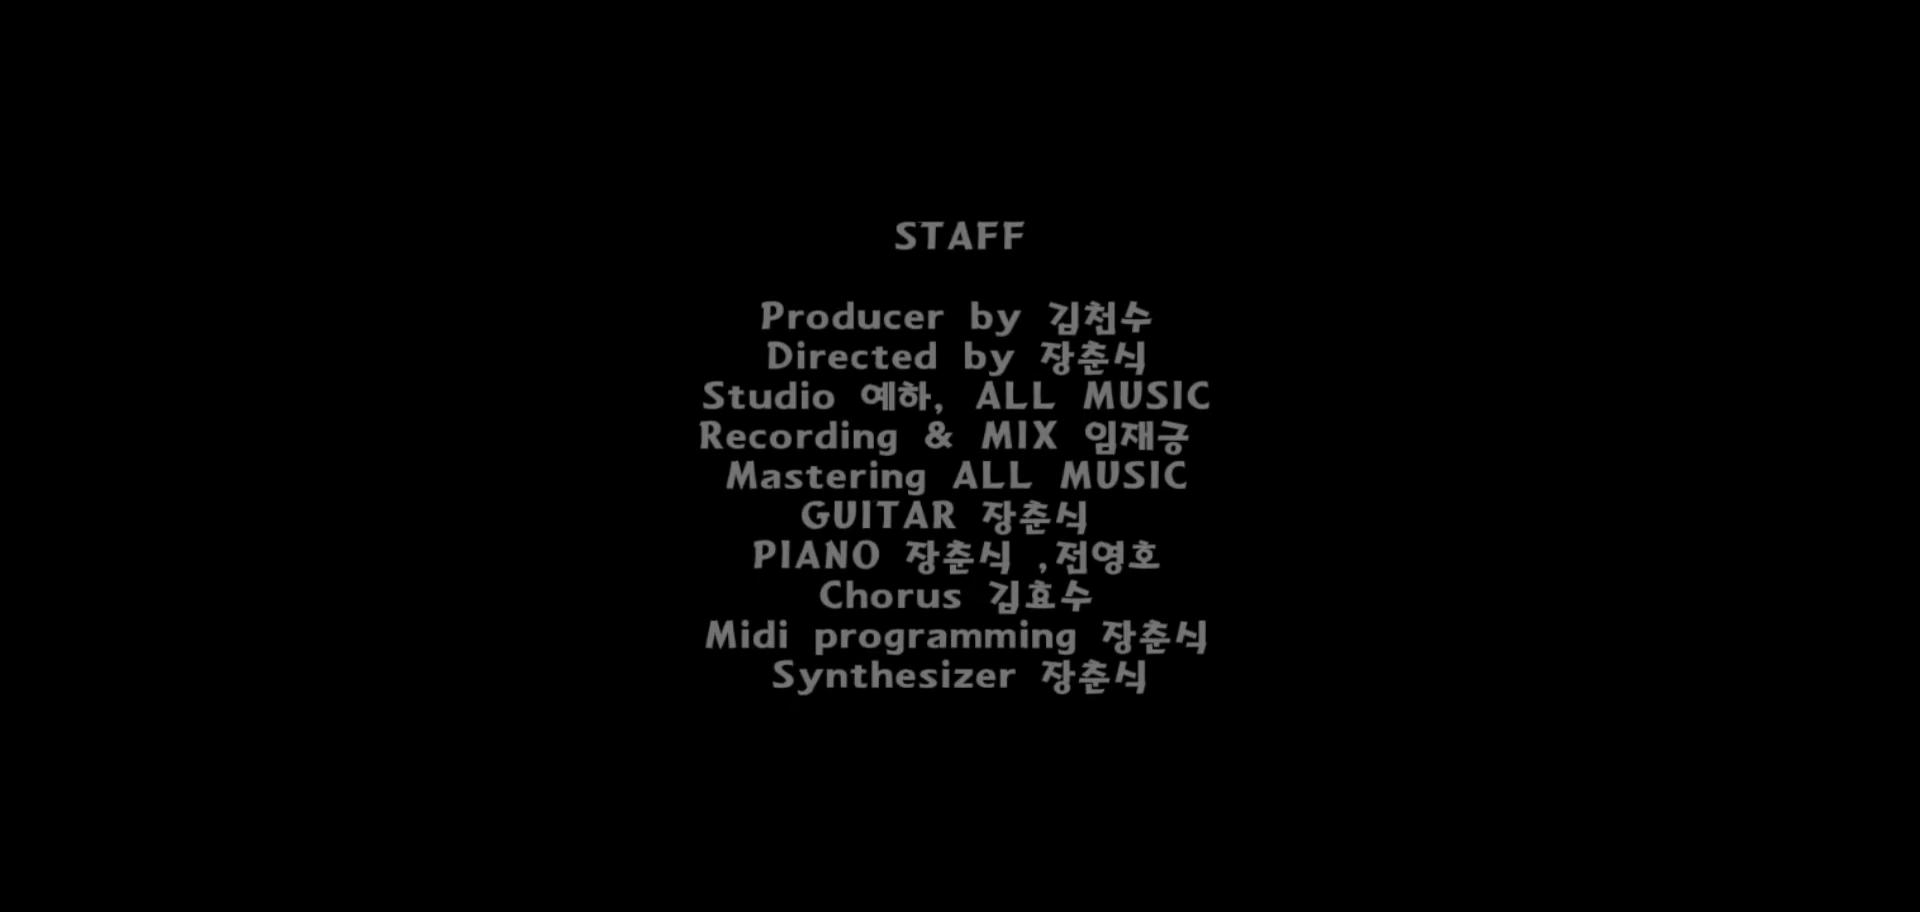 STAFF
Producer by 김천수
Directed by 장춘식
Studio 예하, ALL MUSIC
Recording & MIX 임재긍
Mastering ALL MUSIC
GUITAR 장춘식
PIANO 장춘식 ,전영호
Chorus 김효수
Midi programming 장춘식
Synthesizer 장춘식